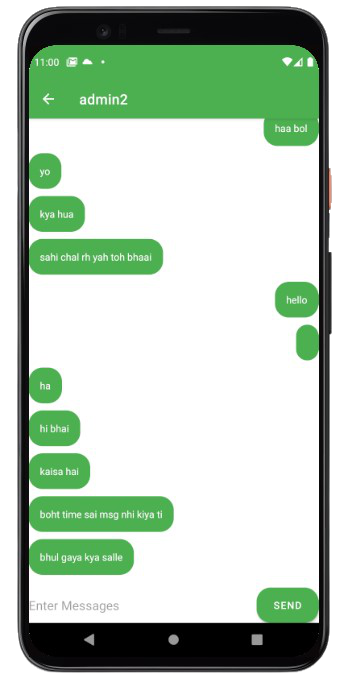 11:00
admin2
haa bol
yo
kya hua
sahi chal rh yah toh bhaai
hello
ha
hi bhai
kaisa hai
boht time sai msg nhi kiya ti
bhul gaya kya salle
Enter Messages
SEND